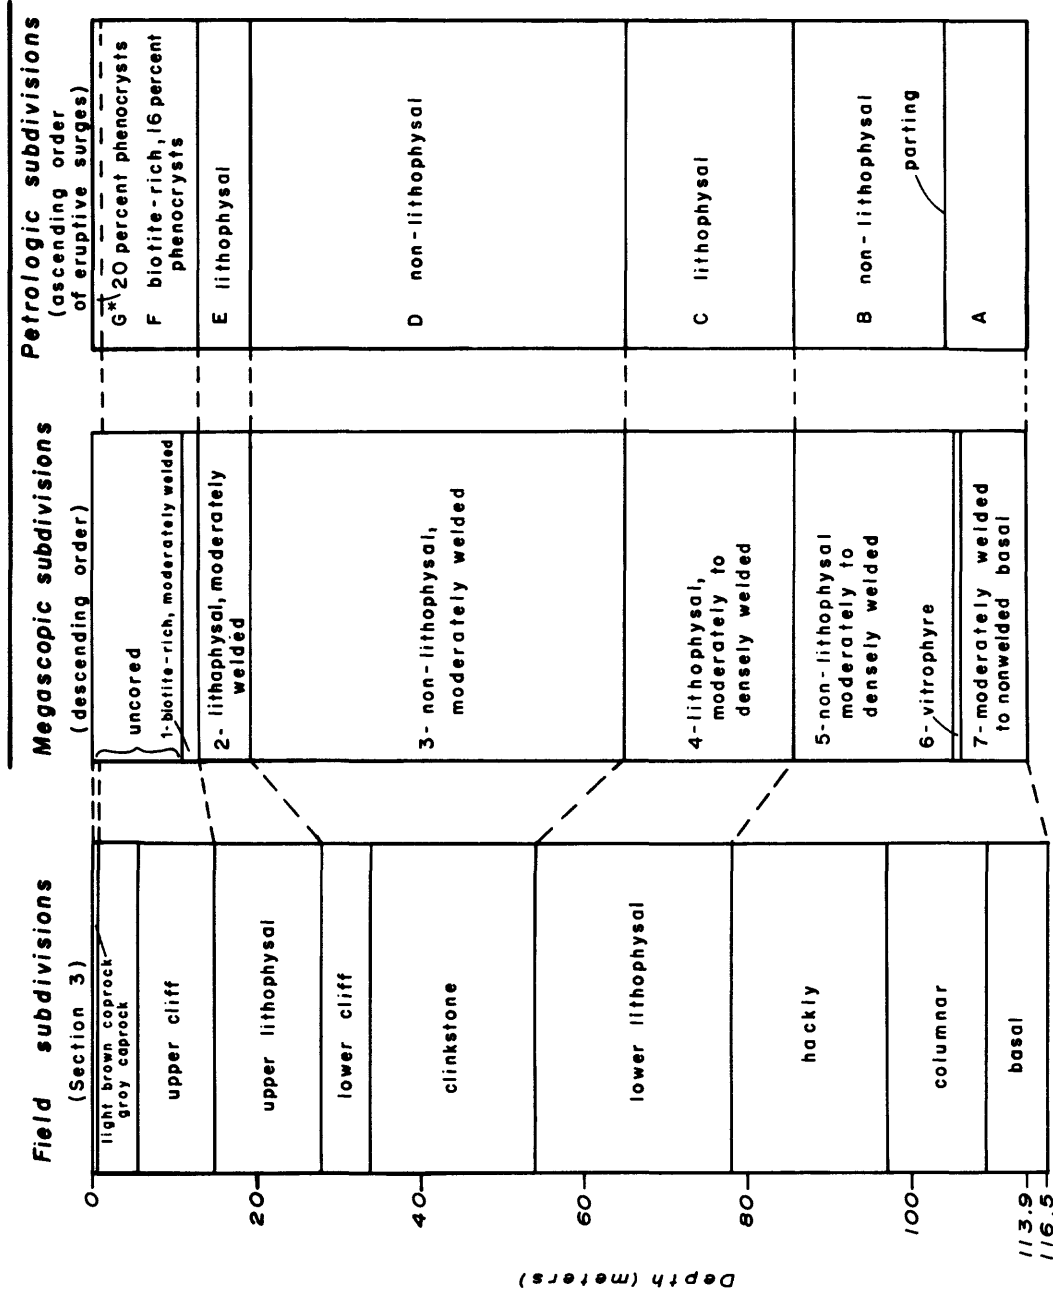 Field subdivisions
(Section 3)
light brown coprock
groy caprock
upper cliff
upper lithophysal
lower cliff
clinkstone
lower lithophysal
hackly
columnar
basal
Megascopic subdivisions
(descending order)
uncored
1-biotite-rich, moderately welded
2- lithaphysal, moderately
welded
3- non-lithophysal,
moderately welded
4-lithophysal,
moderately to
densely welded
5-non-lithophysal
moderately to
densely welded
6-vitrophyre
7-moderately welded
to nonwelded basal
Petrologic subdivisions
(ascending order
of eruptive surges)
G* 20 percent phenocrysts
F biotite-rich, 16 percent
phenocrysts
E lithophysal
D non-lithophysal
C lithophysal
B non-lithophysal
parting
A
0
20
40
60
80
100
113.9
116.5
Depth (meters)